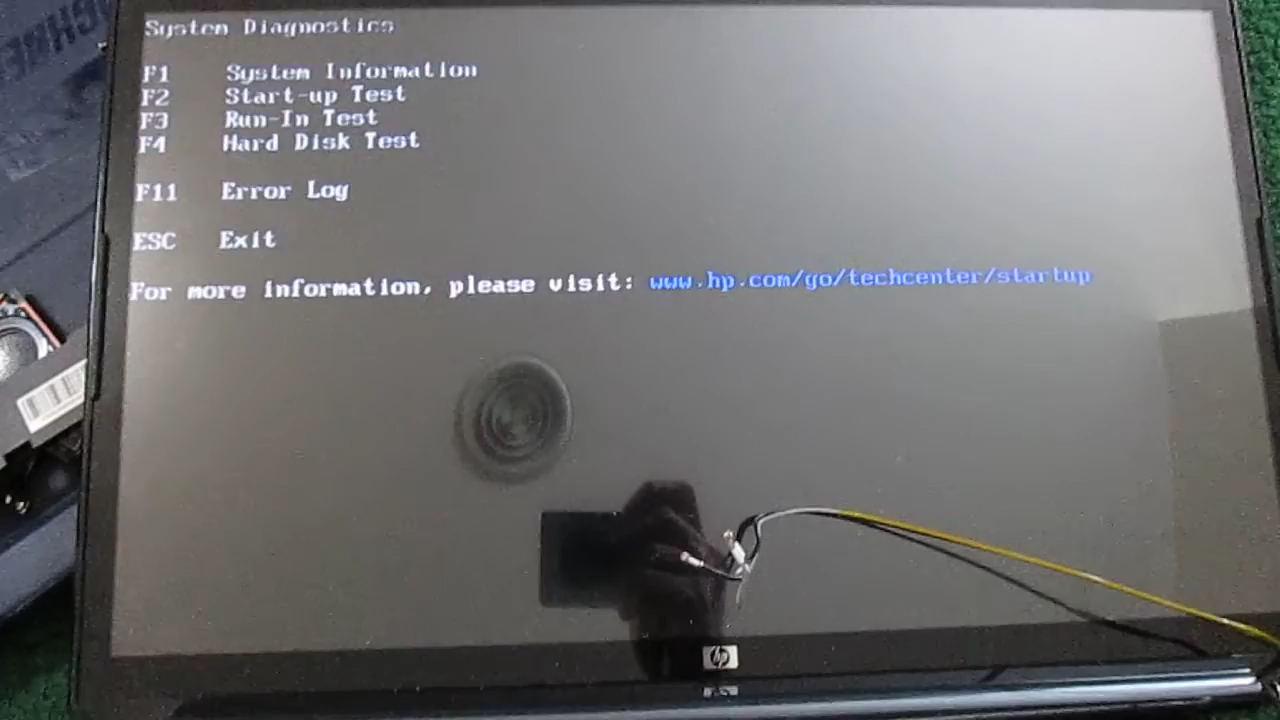 System Diagnostics
F1 System Information
F2 Start-up Test
F3 Run-In Test
F4 Hard Disk Test
F11 Error Log
ESC Exit
For more information, please visit: www.hp.com/go/techcenter/startup
hp